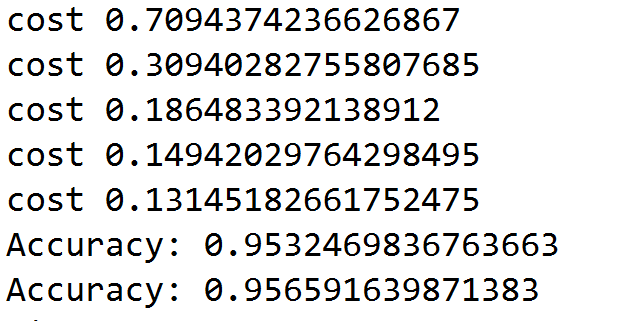 cost 0.7094374236626867
cost 0.30940282755807685
cost 0.186483392138912
cost 0.14942029764298495
cost 0.13145182661752475
Accuracy: 0.9532469836763663
Accuracy: 0.956591639871383